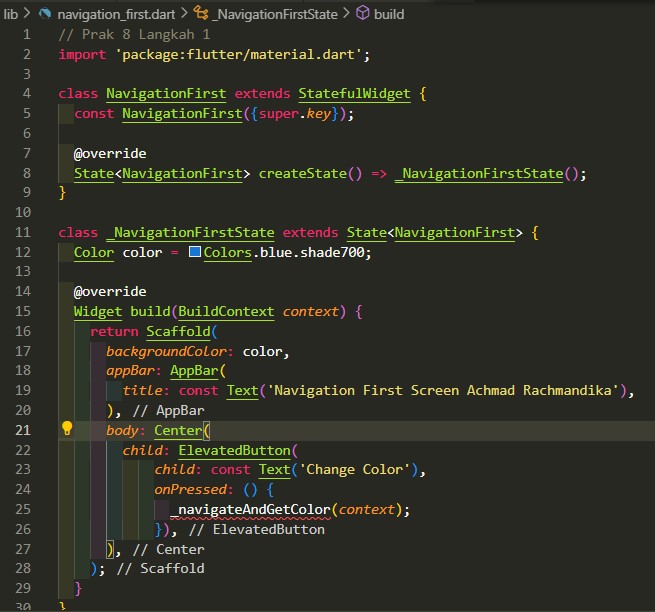 lib > navigation_first.dart > _NavigationFirstState > build
1 // Prak 8 Langkah 1
2 import 'package:flutter/material.dart';
3
4 class NavigationFirst extends StatefulWidget {
5   const NavigationFirst({super.key});
6
7   @override
8   State<NavigationFirst> createState() => _NavigationFirstState();
9 }
10
11 class _NavigationFirstState extends State<NavigationFirst> {
12   Color color = Colors.blue.shade700;
13
14   @override
15   Widget build(BuildContext context) {
16     return Scaffold(
17       backgroundColor: color,
18       appBar: AppBar(
19         title: const Text('Navigation First Screen Achmad Rachmandika'),
20       ), // AppBar
21       body: Center(
22         child: ElevatedButton(
23             child: const Text('Change Color'),
24             onPressed: () {
25               _navigateAndGetColor(context);
26             }), // ElevatedButton
27       ), // Center
28     ); // Scaffold
29   }
30 }